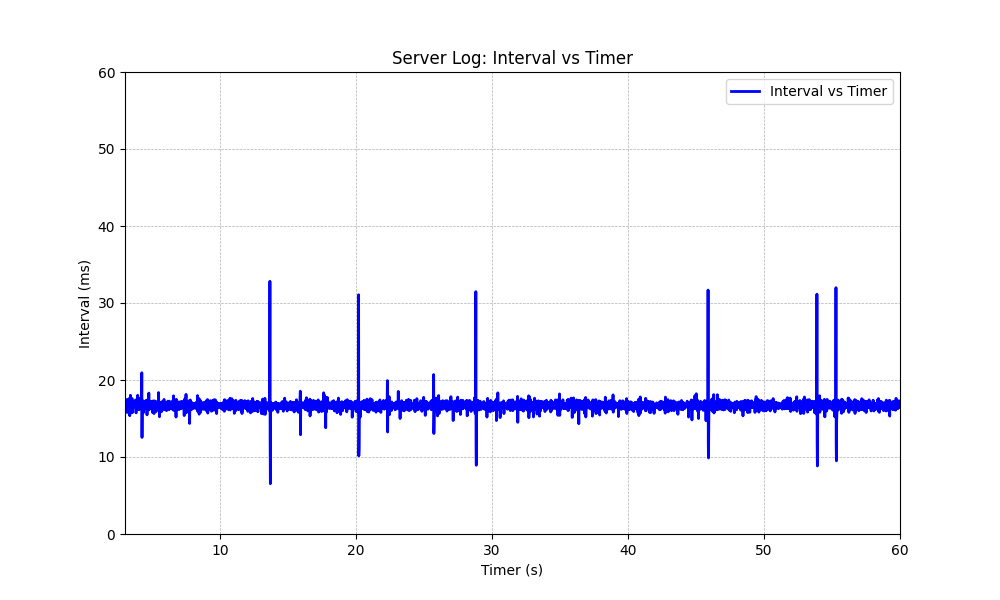 Server Log: Interval vs Timer
Interval vs Timer
60
50
40
30
20
10
0
Interval (ms)
10 20 30 40 50 60
Timer (s)